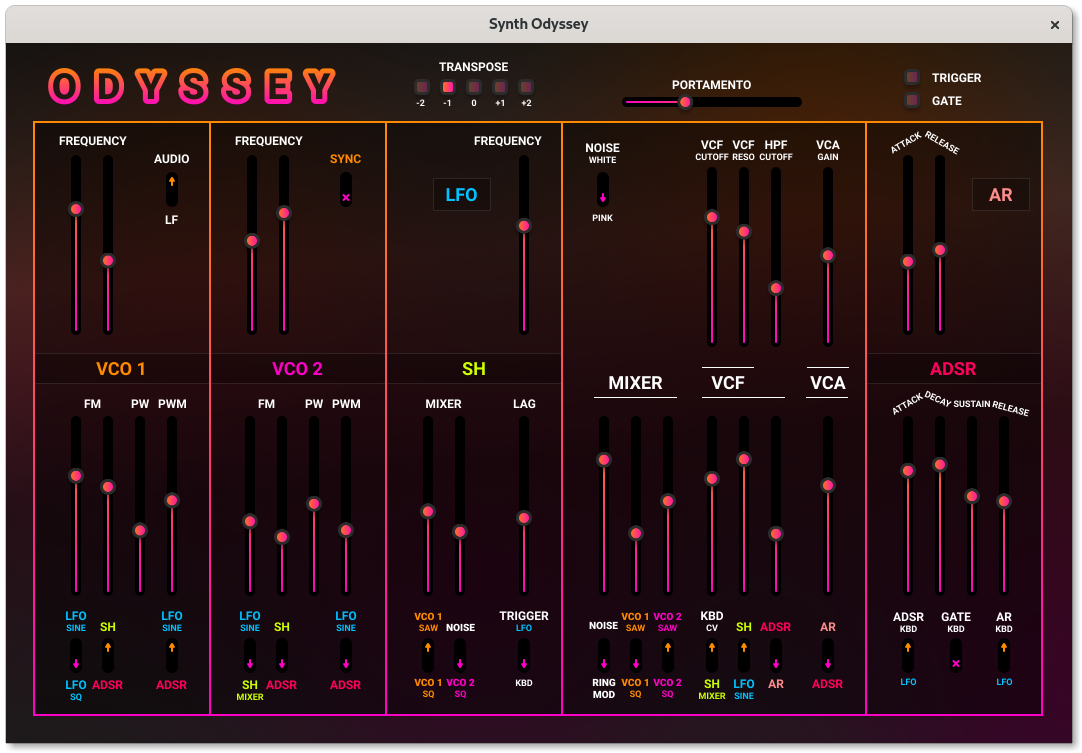 Synth Odyssey
ODYSSEY
TRANSPOSE
-2 -1 0 +1 +2
PORTAMENTO
TRIGGER
GATE
FREQUENCY
AUDIO
LF
FREQUENCY
SYNC
FREQUENCY
LFO
NOISE
WHITE
PINK
VCF VCF HPF VCA
CUTOFF RESO CUTOFF GAIN
ATTACK RELEASE
AR
VCO 1
VCO 2
SH
MIXER
VCF
VCA
ADSR
FM PW PWM
FM PW PWM
MIXER LAG
ATTACK DECAY SUSTAIN RELEASE
LFO SH LFO
SINE SINE
LFO ADSR ADSR
SQ
LFO SH LFO
SINE SINE
SH ADSR ADSR
MIXER
VCO 1 NOISE TRIGGER
SAW LFO
VCO 1 VCO 2 KBD
SQ SQ
NOISE VCO 1 VCO 2
SAW SAW
RING VCO 1 VCO 2
MOD SQ SQ
KBD SH ADSR
CV
SH LFO AR
MIXER SINE
AR
ADSR
ADSR GATE AR
KBD KBD KBD
LFO LFO